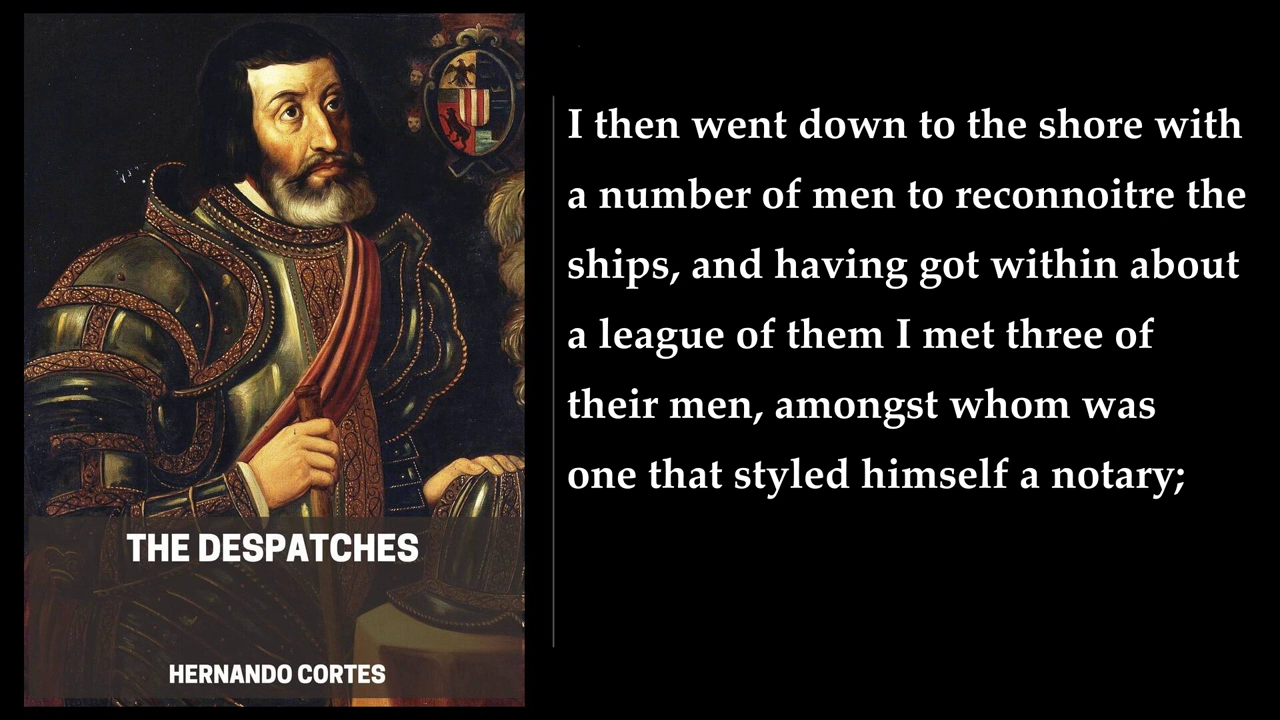 THE DESPATCHES
HERNANDO CORTES
I then went down to the shore with
a number of men to reconnoitre the
ships, and having got within about
a league of them I met three of
their men, amongst whom was
one that styled himself a notary;